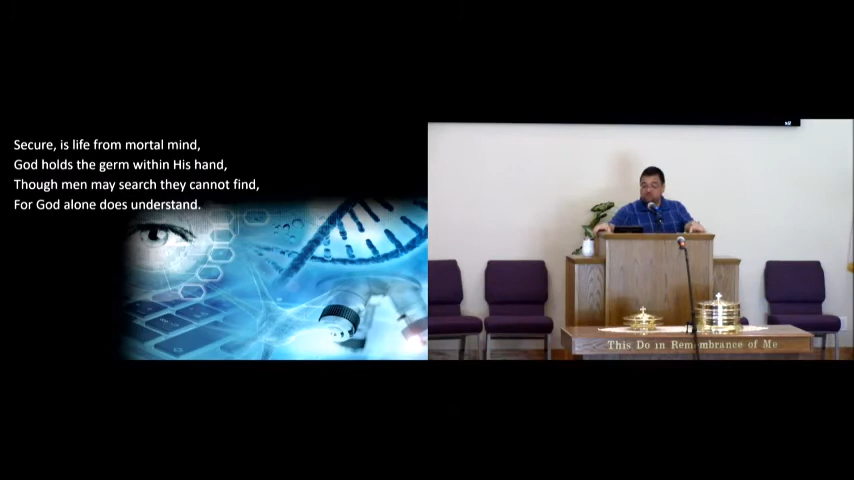 Secure, is life from mortal mind,
God holds the germ within His hand,
Though men may search they cannot find,
For God alone does understand.
This Do in Remembrance of Me